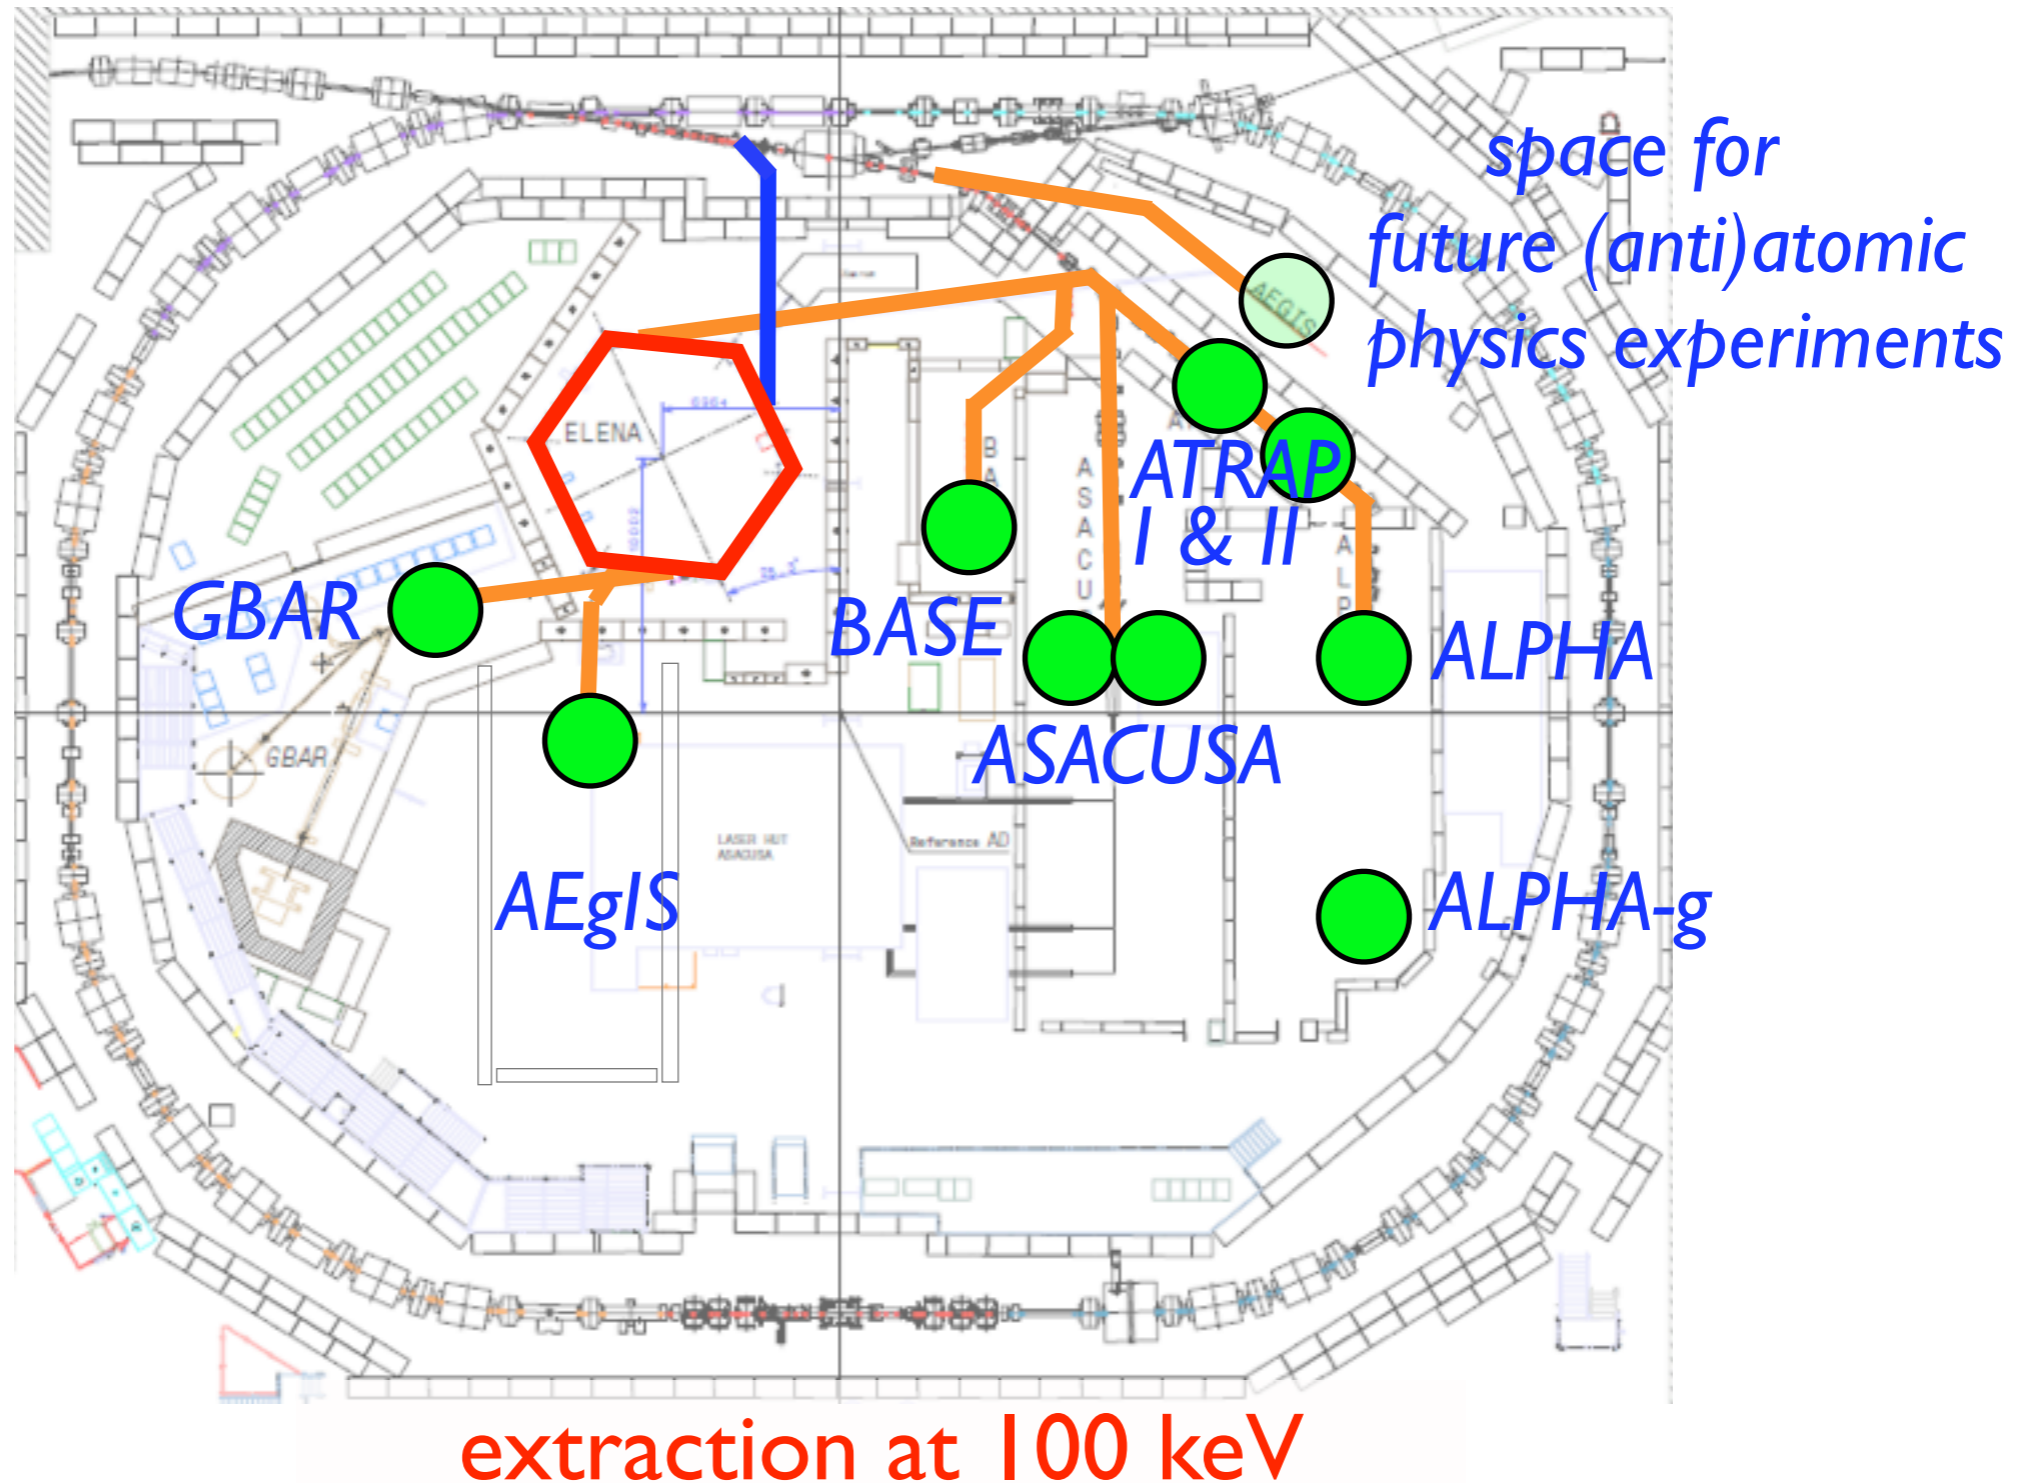 space for
future (anti)atomic
physics experiments
AEGIS
6954
ELENA
ATRAP
I & II
GBAR
BASE
ALPHA
ASACUSA
GBAR
LASER HUT
ASACUSA
Reference AD
AEgIS
ALPHA-g
extraction at 100 keV